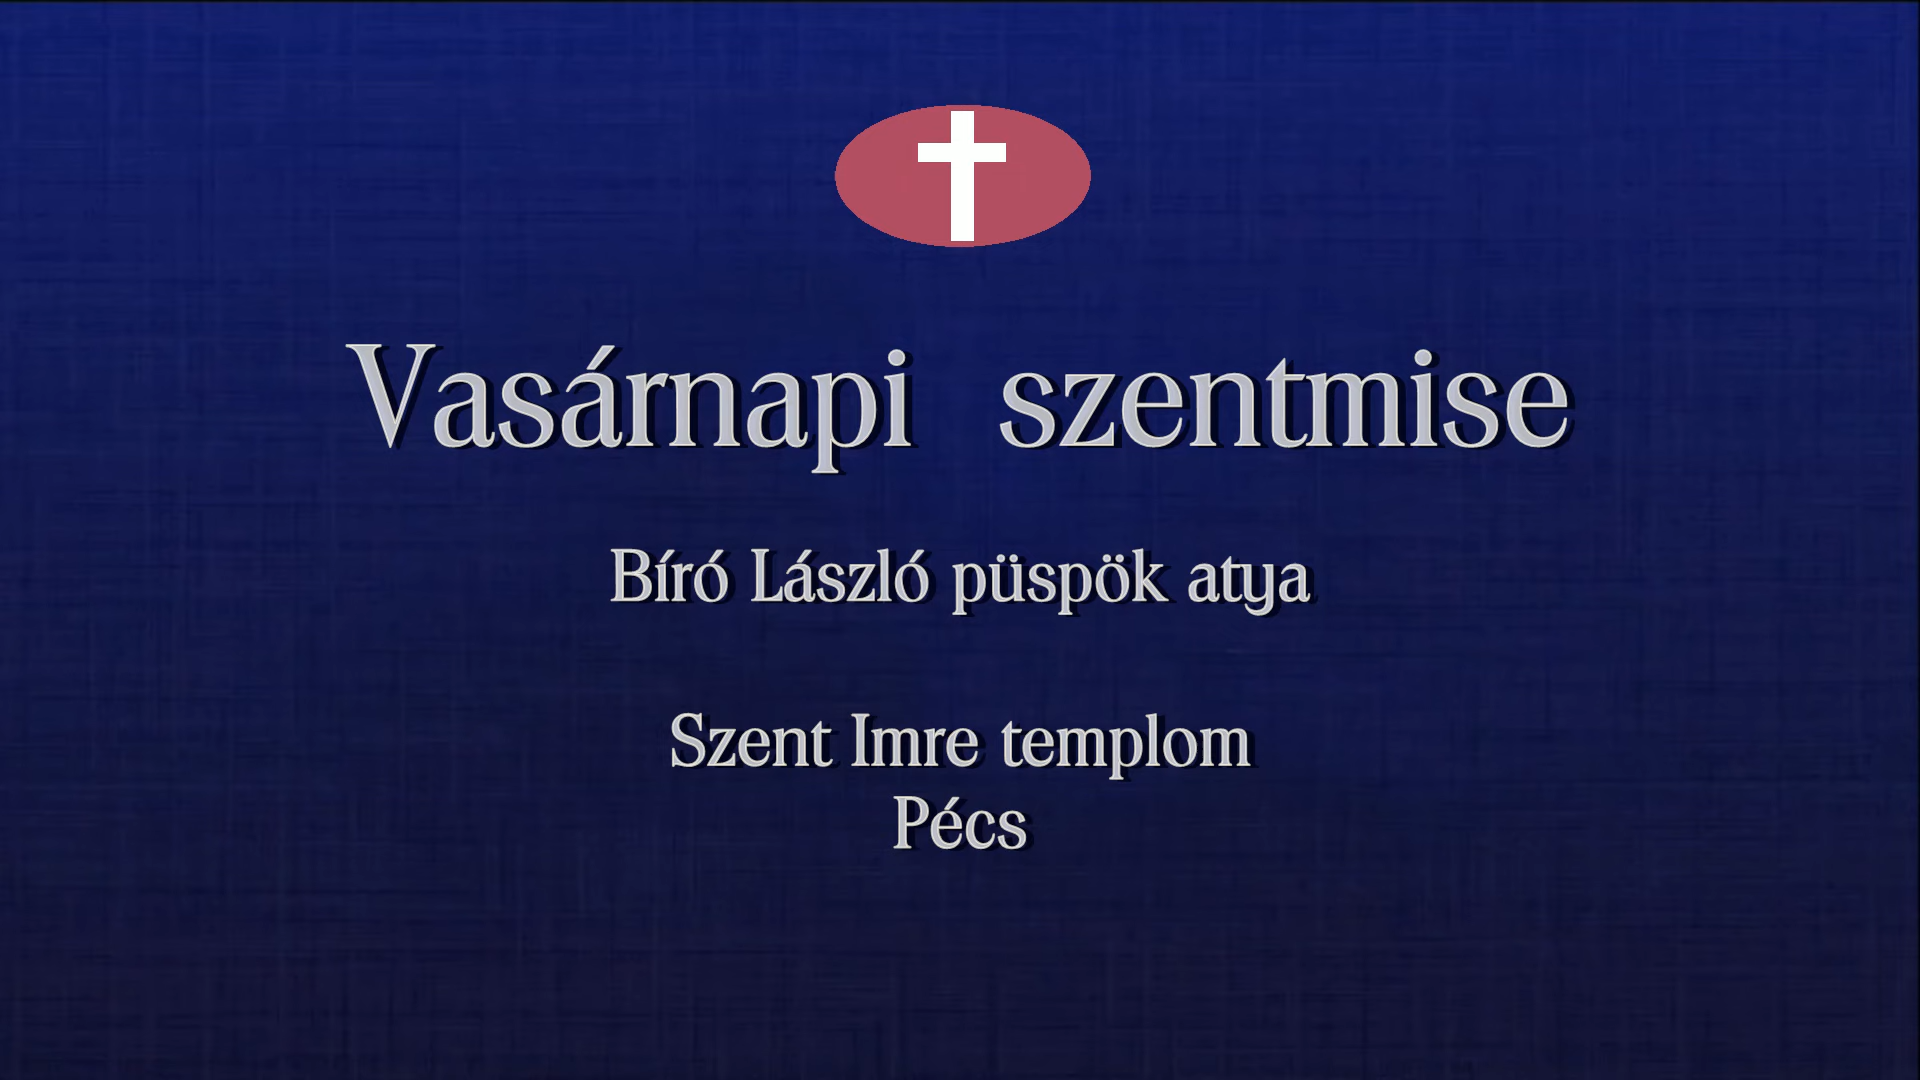 Vasárnapi szentmise
Bíró László püspök atya
Szent Imre templom
Pécs